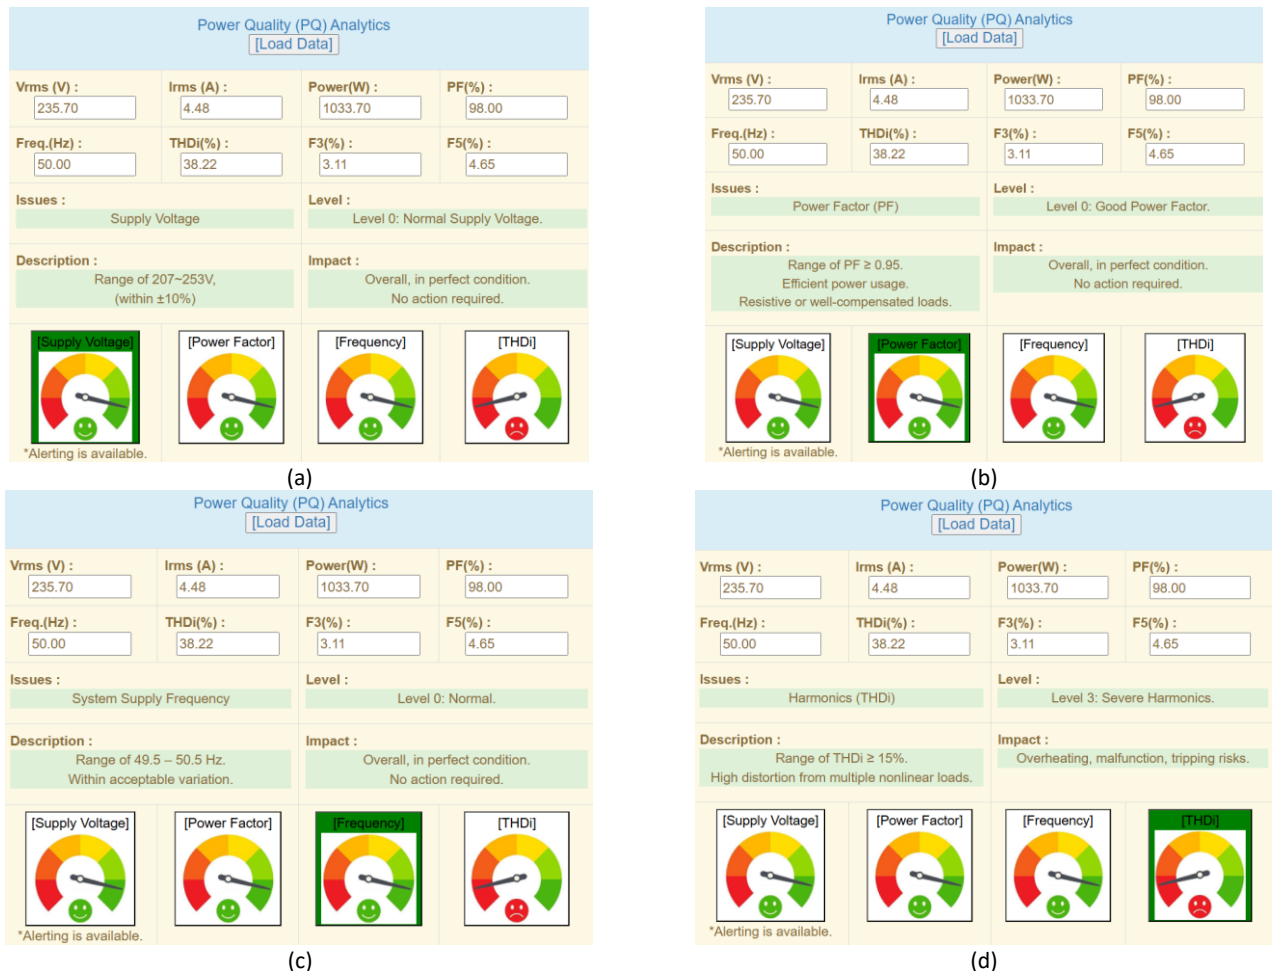 Power Quality (PQ) Analytics
[Load Data]
Vrms (V) : Irms (A) : Power(W) : PF(%) :
235.70 4.48 1033.70 98.00
Freq.(Hz) : THDi(%) : F3(%) : F5(%) :
50.00 38.22 3.11 4.65
Issues : Level :
Supply Voltage Level 0: Normal Supply Voltage.
Description : Impact :
Range of 207~253V, Overall, in perfect condition.
(within ±10%) No action required.
[Supply Voltage] [Power Factor] [Frequency] [THDi]
*Alerting is available.
(a)
Power Quality (PQ) Analytics
[Load Data]
Vrms (V) : Irms (A) : Power(W) : PF(%) :
235.70 4.48 1033.70 98.00
Freq.(Hz) : THDi(%) : F3(%) : F5(%) :
50.00 38.22 3.11 4.65
Issues : Level :
Power Factor (PF) Level 0: Good Power Factor.
Description : Impact :
Range of PF ≥ 0.95. Overall, in perfect condition.
Efficient power usage. No action required.
Resistive or well-compensated loads.
[Supply Voltage] [Power Factor] [Frequency] [THDi]
*Alerting is available.
(b)
Power Quality (PQ) Analytics
[Load Data]
Vrms (V) : Irms (A) : Power(W) : PF(%) :
235.70 4.48 1033.70 98.00
Freq.(Hz) : THDi(%) : F3(%) : F5(%) :
50.00 38.22 3.11 4.65
Issues : Level :
System Supply Frequency Level 0: Normal.
Description : Impact :
Range of 49.5 – 50.5 Hz. Overall, in perfect condition.
Within acceptable variation. No action required.
[Supply Voltage] [Power Factor] [Frequency] [THDi]
*Alerting is available.
(c)
Power Quality (PQ) Analytics
[Load Data]
Vrms (V) : Irms (A) : Power(W) : PF(%) :
235.70 4.48 1033.70 98.00
Freq.(Hz) : THDi(%) : F3(%) : F5(%) :
50.00 38.22 3.11 4.65
Issues : Level :
Harmonics (THDi) Level 3: Severe Harmonics.
Description : Impact :
Range of THDi ≥ 15%. Overheating, malfunction, tripping risks.
High distortion from multiple nonlinear loads.
[Supply Voltage] [Power Factor] [Frequency] [THDi]
*Alerting is available.
(d)